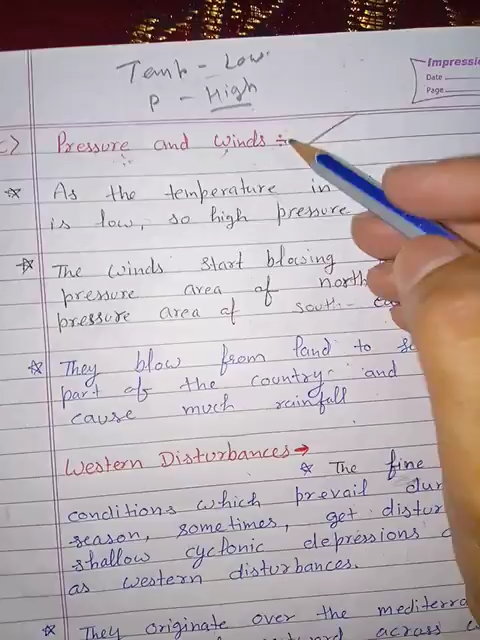 Temp - Low
P - High
Impressi
Date
Page
c) Pressure and winds :-
☆ As the temperature in
is low, so high pressure
☆ The winds start blowing
pressure area of north
pressure area of south-
☆ They blow from land to
part of the country and
cause much rainfall
Western Disturbances →
☆ The fine
conditions which prevail dur
season, sometimes, get distur
shallow cyclonic depressions
as western disturbances.
☆ They originate over the mediterra
across